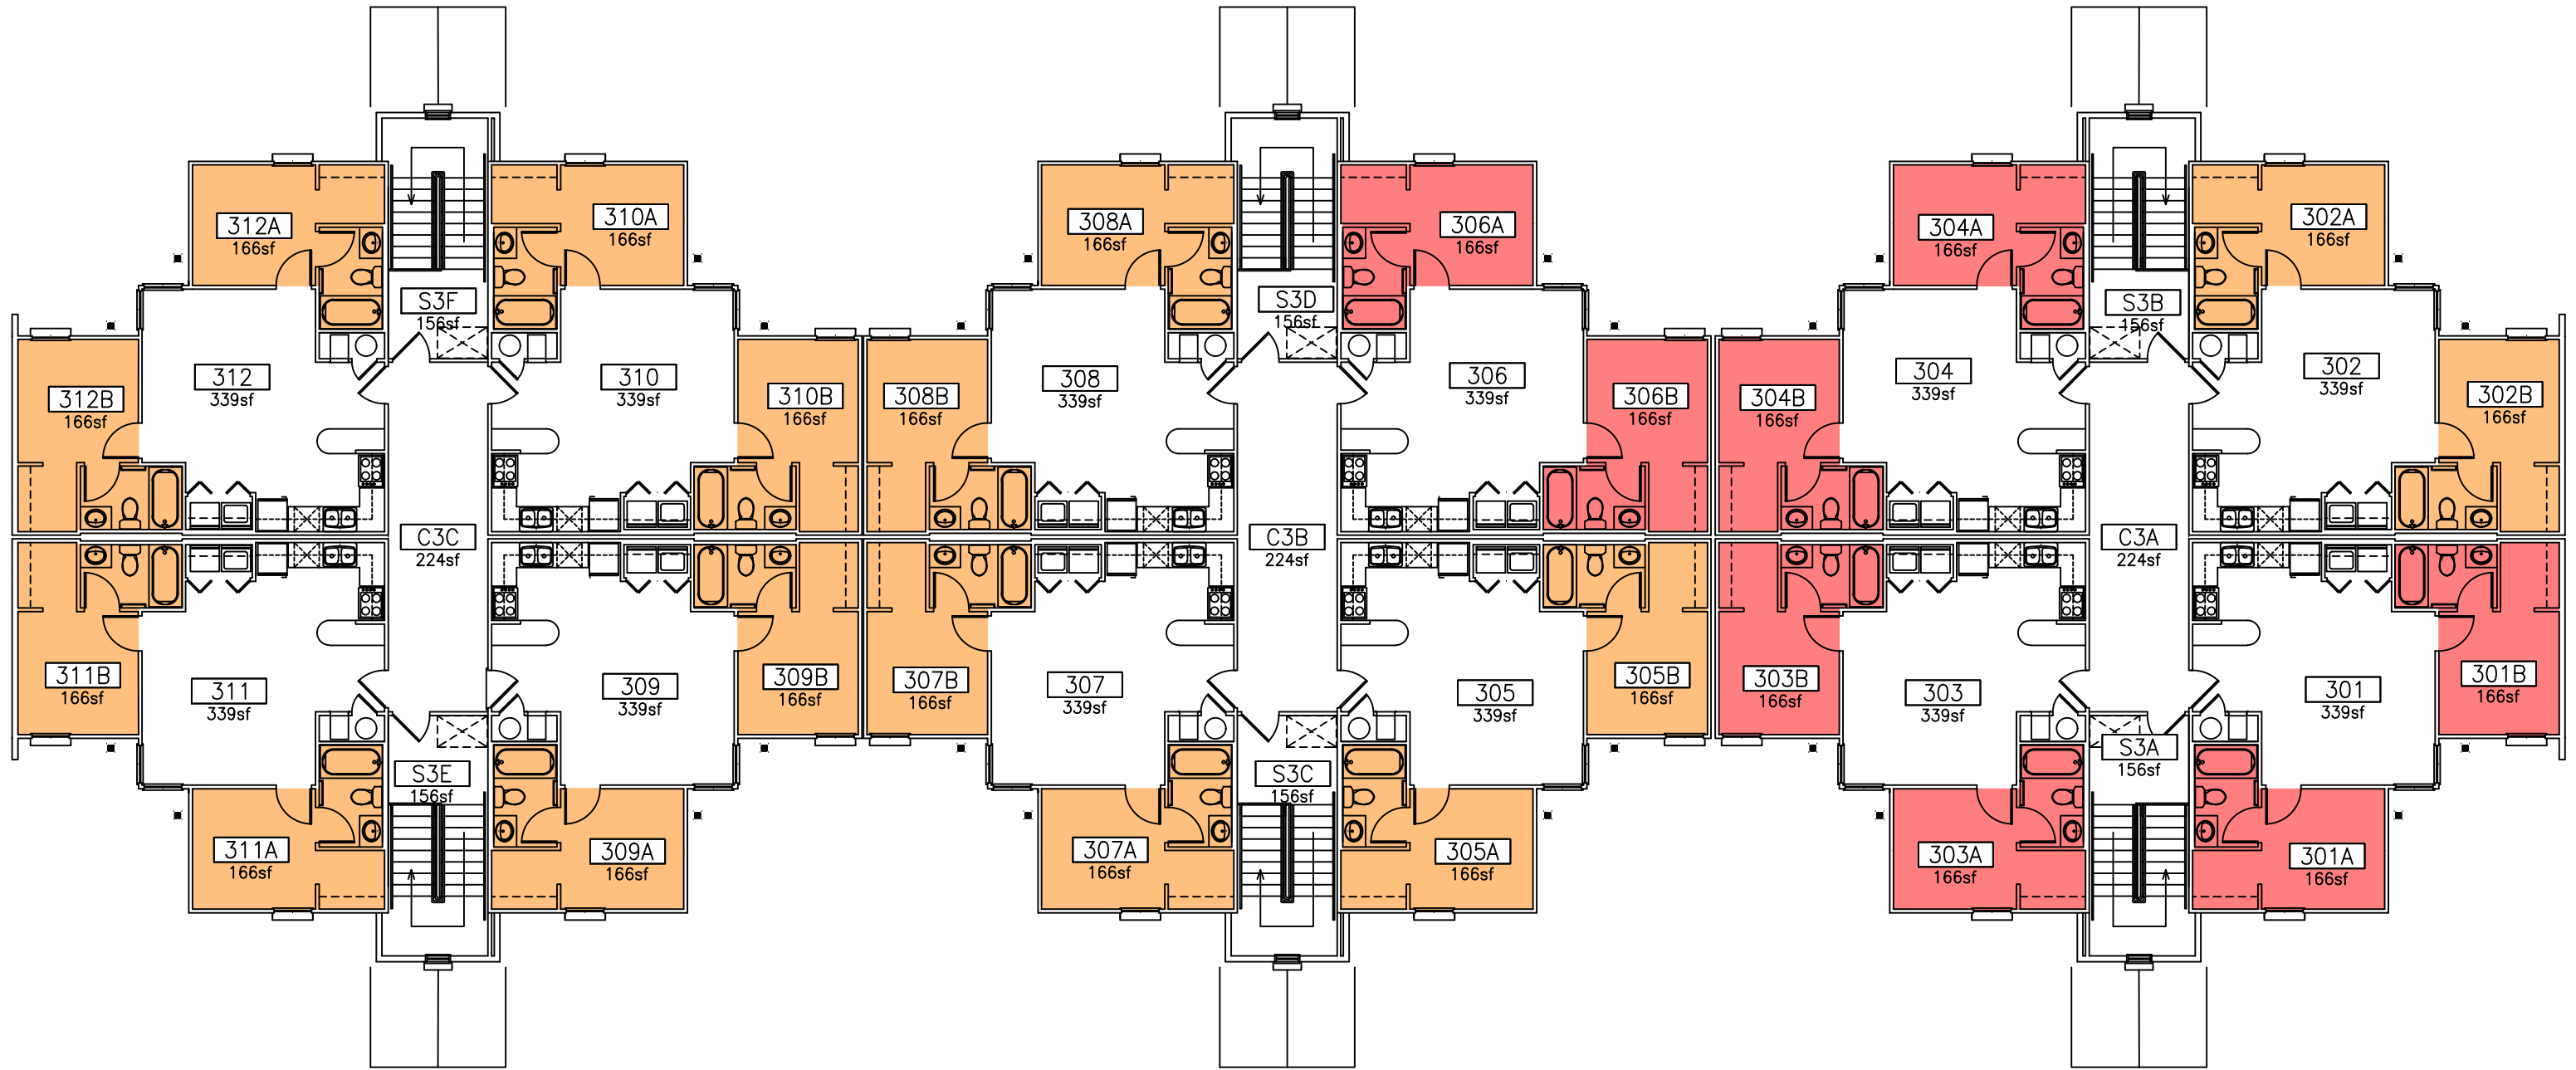 312A
166sf
310A
166sf
308A
166sf
306A
166sf
304A
166sf
302A
166sf
S3F
156sf
S3D
156sf
S3B
156sf
312B
166sf
312
339sf
310
339sf
310B
166sf
308B
166sf
308
339sf
306
339sf
306B
166sf
304B
166sf
304
339sf
302
339sf
302B
166sf
C3C
224sf
C3B
224sf
C3A
224sf
311B
166sf
311
339sf
309
339sf
309B
166sf
307B
166sf
307
339sf
305
339sf
305B
166sf
303B
166sf
303
339sf
301
339sf
301B
166sf
S3E
156sf
S3C
156sf
S3A
156sf
311A
166sf
309A
166sf
307A
166sf
305A
166sf
303A
166sf
301A
166sf